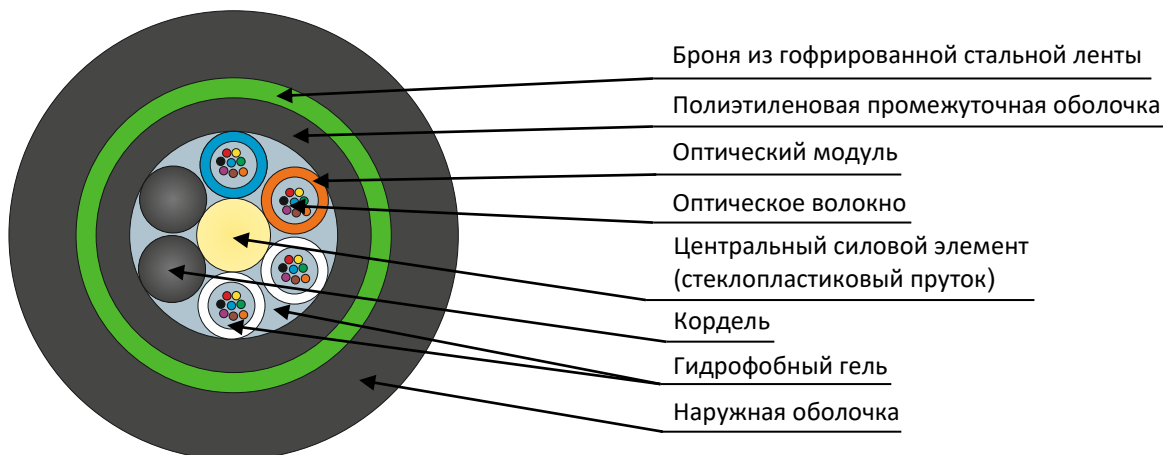 Броня из гофрированной стальной ленты
Полиэтиленовая промежуточная оболочка
Оптический модуль
Оптическое волокно
Центральный силовой элемент
(стеклопластиковый пруток)
Кордель
Гидрофобный гель
Наружная оболочка